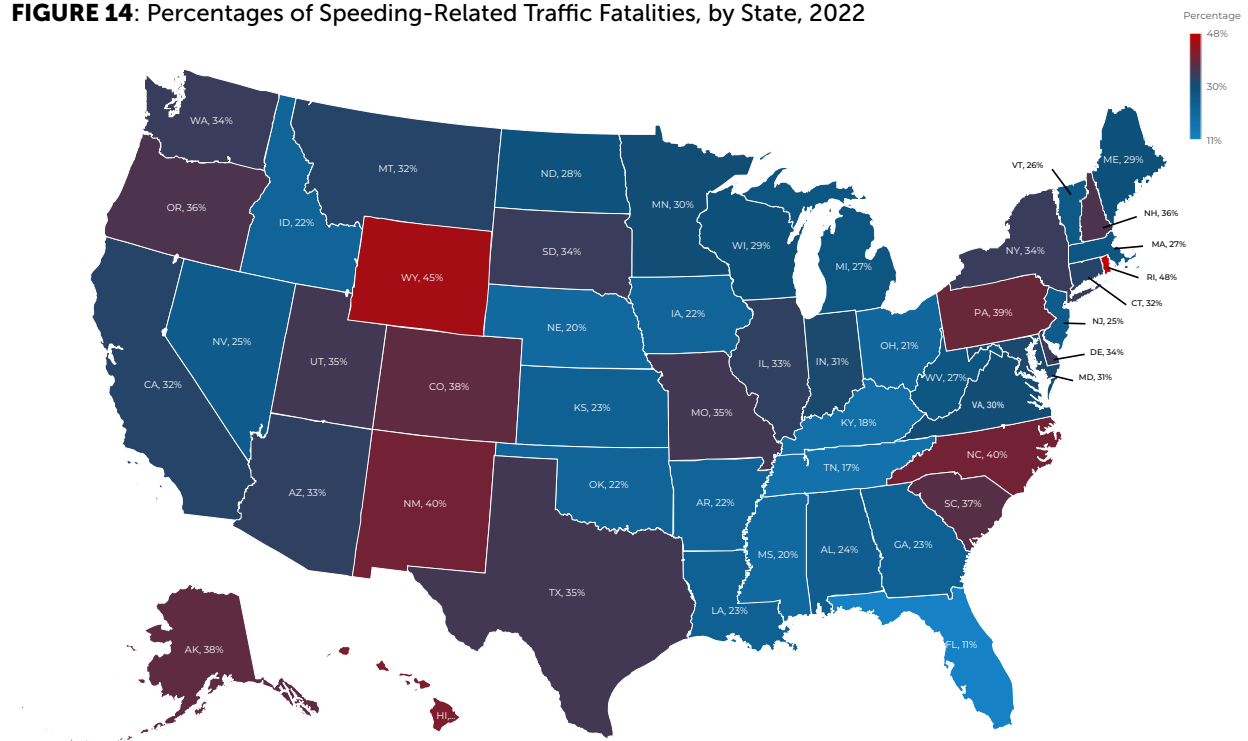 FIGURE 14: Percentages of Speeding-Related Traffic Fatalities, by State, 2022
Percentage
48%
30%
11%
WA, 34%
MT, 32%
ND, 28%
MN, 30%
VT, 26%
ME, 29%
OR, 36%
ID, 22%
NH, 36%
SD, 34%
WI, 29%
NY, 34%
MA, 27%
WY, 45%
MI, 27%
RI, 48%
CT, 32%
IA, 22%
PA, 39%
NJ, 25%
NE, 20%
NV, 25%
OH, 21%
DE, 34%
UT, 35%
IL, 33%
IN, 31%
MD, 31%
CA, 32%
CO, 38%
WV, 27%
KS, 23%
MO, 35%
VA, 30%
KY, 18%
NC, 40%
TN, 17%
AZ, 33%
NM, 40%
OK, 22%
AR, 22%
SC, 37%
MS, 20%
AL, 24%
GA, 23%
TX, 35%
LA, 23%
FL, 11%
AK, 38%
HI,...